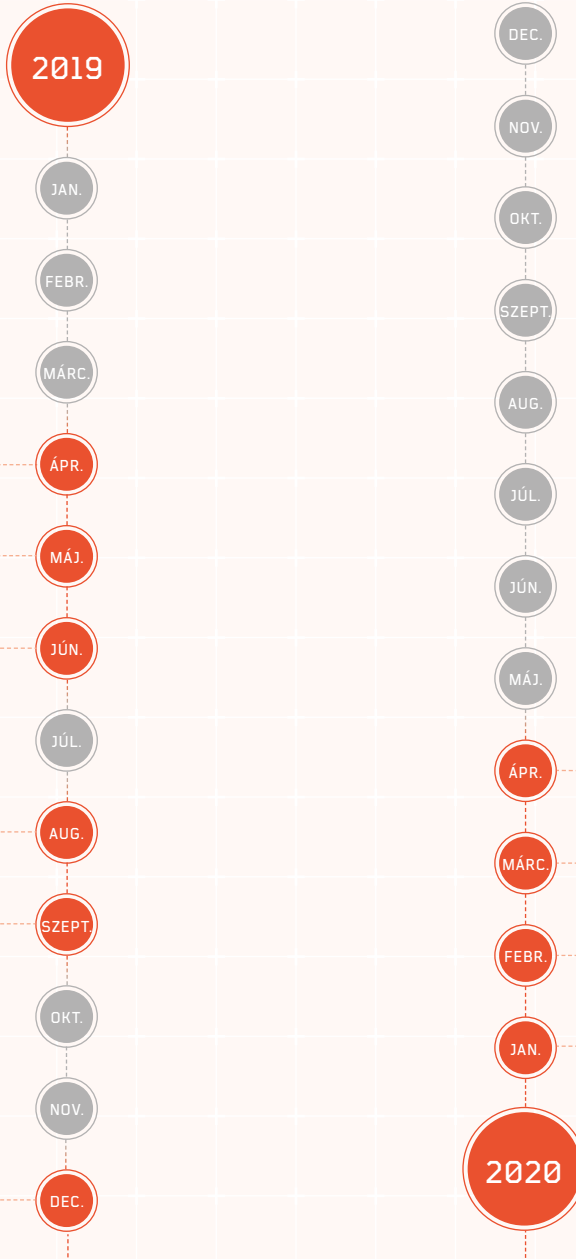 2019
JAN.
FEBR.
MÁRC.
ÁPR.
MÁJ.
JÚN.
JÚL.
AUG.
SZEPT.
OKT.
NOV.
DEC.
DEC.
NOV.
OKT.
SZEPT.
AUG.
JÚL.
JÚN.
MÁJ.
ÁPR.
MÁRC.
FEBR.
JAN.
2020